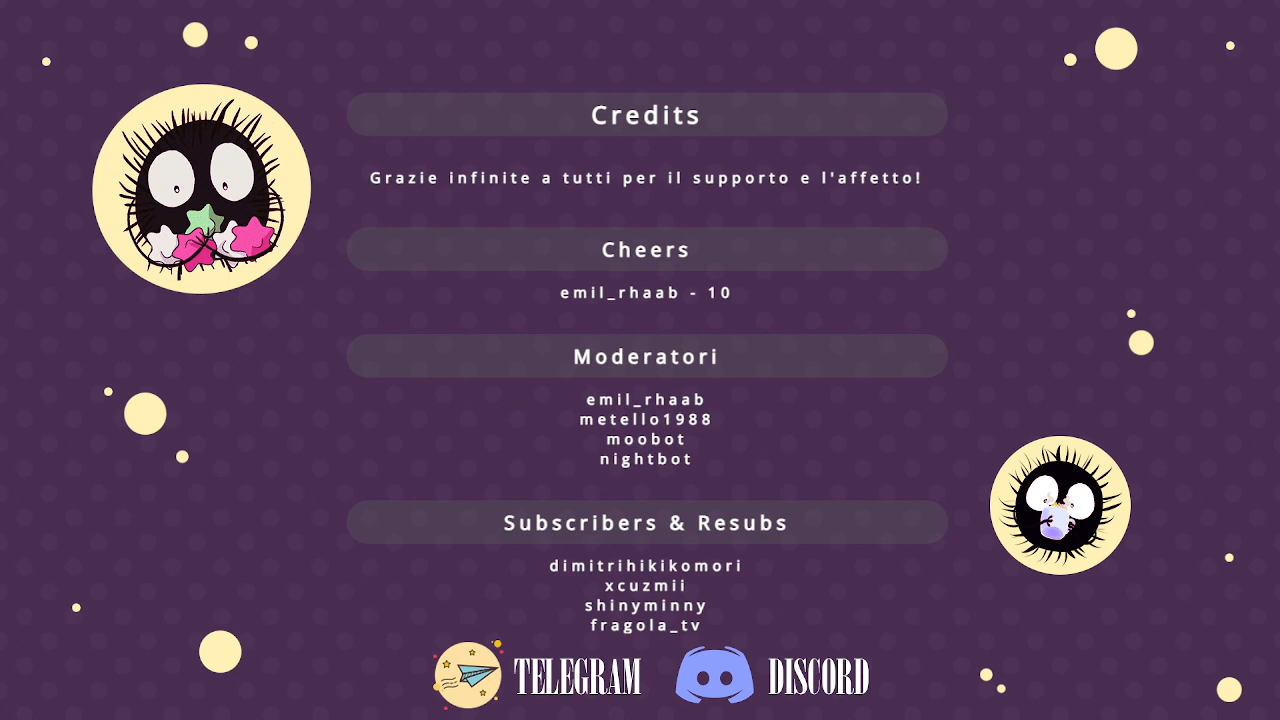 Credits
Grazie infinite a tutti per il supporto e l'affetto!
Cheers
emil_rhaab - 10
Moderatori
emil_rhaab
metello1988
moobot
nightbot
Subscribers & Resubs
dimitrihikikomori
xcuzmii
shinyminny
fragola_tv
TELEGRAM DISCORD